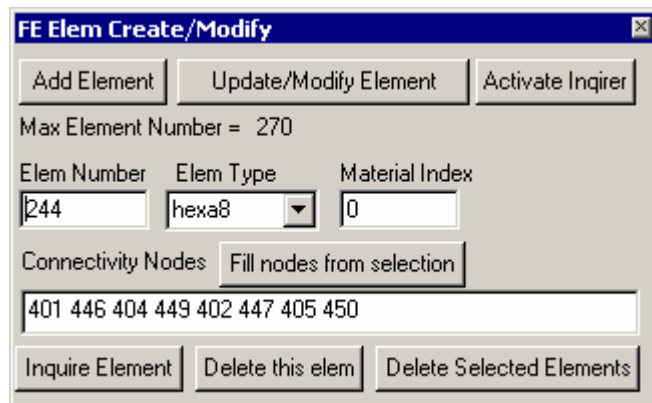 FE Elem Create/Modify
Add Element Update/Modify Element Activate Inqirer
Max Element Number = 270
Elem Number Elem Type Material Index
244 hexa8 0
Connectivity Nodes Fill nodes from selection
401 446 404 449 402 447 405 450
Inquire Element Delete this elem Delete Selected Elements